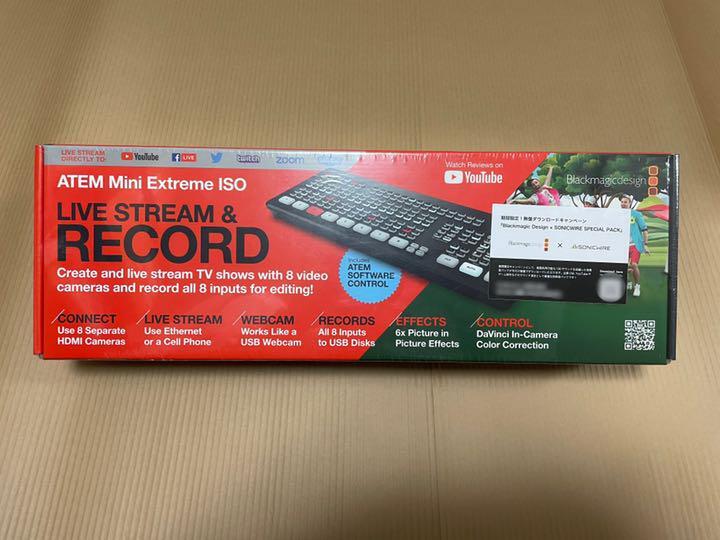 LIVE STREAM
DIRECTLY TO:
YouTube
LIVE
twitch
zoom
Watch Reviews on
YouTube
ATEM Mini Extreme ISO
Blackmagicdesign
LIVE STREAM &
RECORD
Create and live stream TV shows with 8 video
cameras and record all 8 inputs for editing!
Includes
ATEM
SOFTWARE
CONTROL
期間限定!無償ダウンロードキャンペーン
「Blackmagic Design × SONICWIRE SPECIAL PACK」
Blackmagicdesign × SONICWIRE
CONNECT
Use 8 Separate
HDMI Cameras
LIVE STREAM
Use Ethernet
or a Cell Phone
WEBCAM
Works Like a
USB Webcam
RECORDS
All 8 Inputs
to USB Disks
EFFECTS
6x Picture in
Picture Effects
CONTROL
DaVinci In-Camera
Color Correction